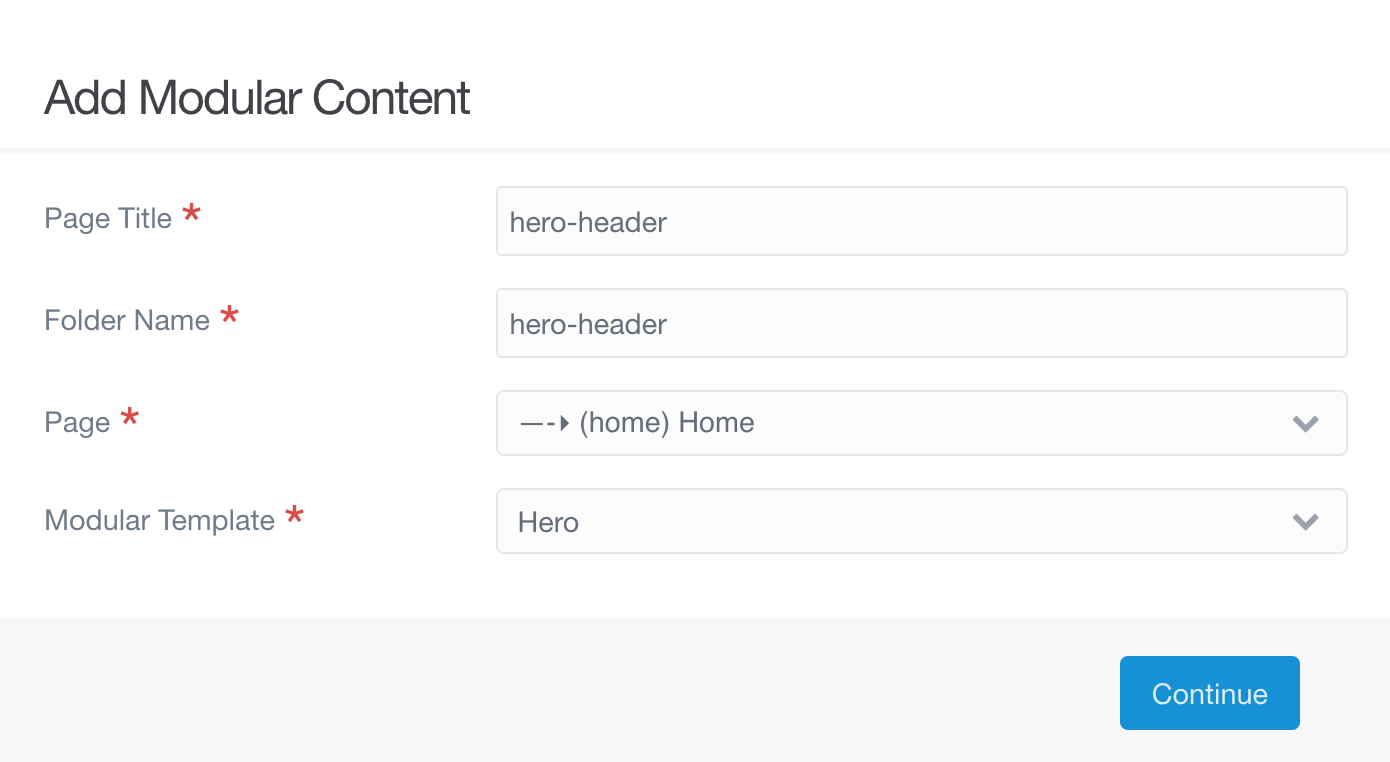 Add Modular Content
Page Title *
hero-header
Folder Name *
hero-header
Page *
—-▸ (home) Home
Modular Template *
Hero
Continue